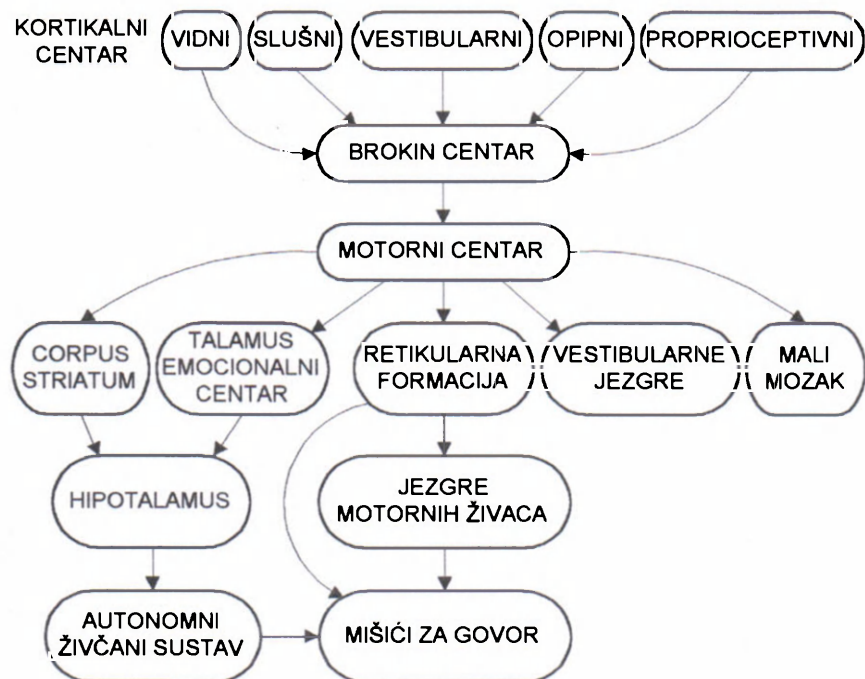 KORTIKALNI
CENTAR
VIDNI
SLUŠNI
VESTIBULARNI
OPIPNI
PROPRIOCEPTIVNI
BROKIN CENTAR
MOTORNI CENTAR
CORPUS
STRIATUM
TALAMUS
EMOCIONALNI
CENTAR
RETIKULARNA
FORMACIJA
VESTIBULARNE
JEZGRE
MALI
MOZAK
HIPOTALAMUS
JEZGRE
MOTORNIH ŽIVACA
AUTONOMNI
ŽIVČANI SUSTAV
MIŠIĆI ZA GOVOR